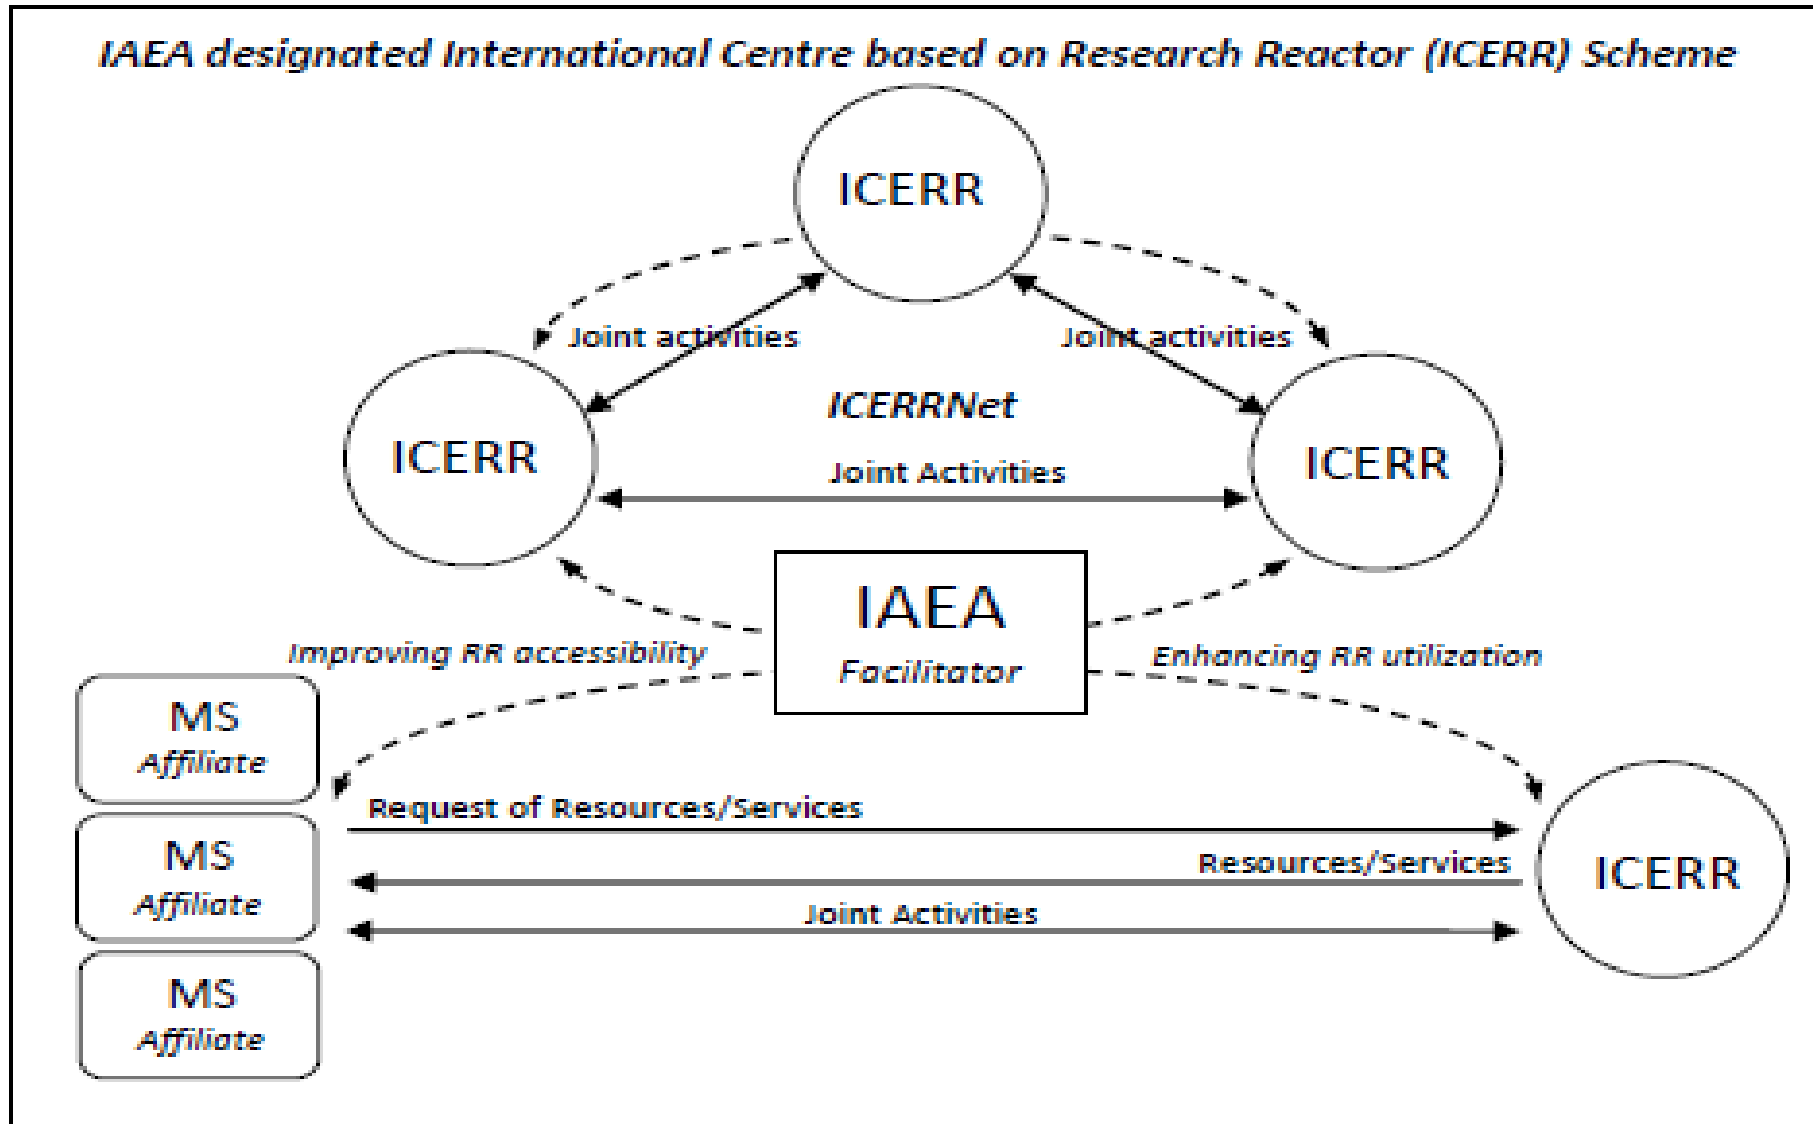 IAEA designated International Centre based on Research Reactor (ICERR) Scheme
ICERR
Joint activities
Joint activities
ICERRNet
ICERR
Joint Activities
ICERR
IAEA
Facilitator
Improving RR accessibility
Enhancing RR utilization
MS
Affiliate
Request of Resources/Services
MS
Affiliate
Resources/Services
ICERR
Joint Activities
MS
Affiliate